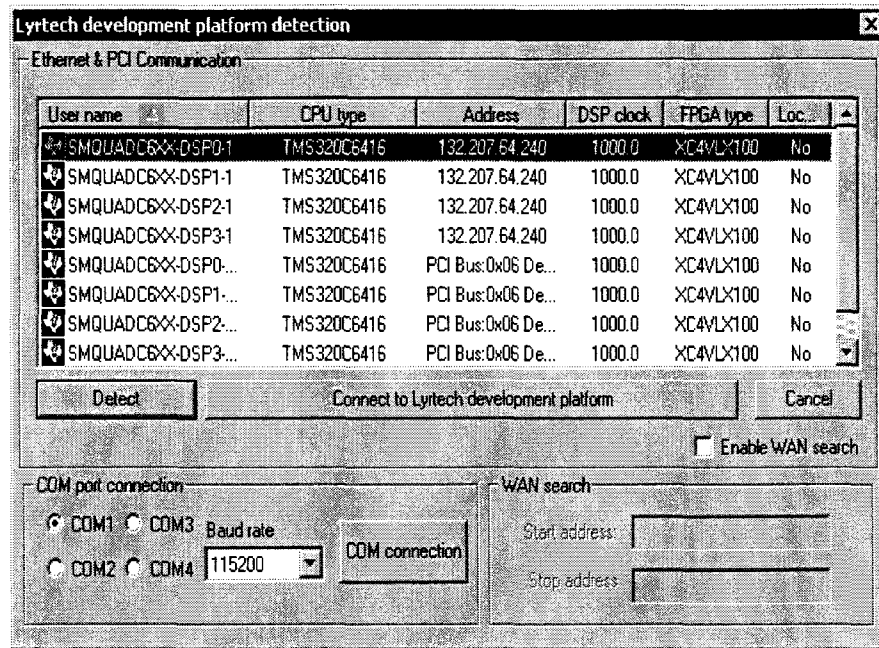 Lyrtech development platform detection
Ethernet & PCI Communication
User name CPU type Address DSP clock FPGA type Loc...
SMQUADC6XX-DSP0-1 TMS320C6416 132.207.64.240 1000.0 XC4VLX100 No
SMQUADC6XX-DSP1-1 TMS320C6416 132.207.64.240 1000.0 XC4VLX100 No
SMQUADC6XX-DSP2-1 TMS320C6416 132.207.64.240 1000.0 XC4VLX100 No
SMQUADC6XX-DSP3-1 TMS320C6416 132.207.64.240 1000.0 XC4VLX100 No
SMQUADC6XX-DSP0-... TMS320C6416 PCI Bus:0x06 De... 1000.0 XC4VLX100 No
SMQUADC6XX-DSP1-... TMS320C6416 PCI Bus:0x06 De... 1000.0 XC4VLX100 No
SMQUADC6XX-DSP2-... TMS320C6416 PCI Bus:0x06 De... 1000.0 XC4VLX100 No
SMQUADC6XX-DSP3-... TMS320C6416 PCI Bus:0x06 De... 1000.0 XC4VLX100 No
Detect Connect to Lyrtech development platform Cancel
Enable WAN search
COM port connection
COM1 COM3 Baud rate
COM2 COM4 115200 COM connection
WAN search
Start address:
Stop address